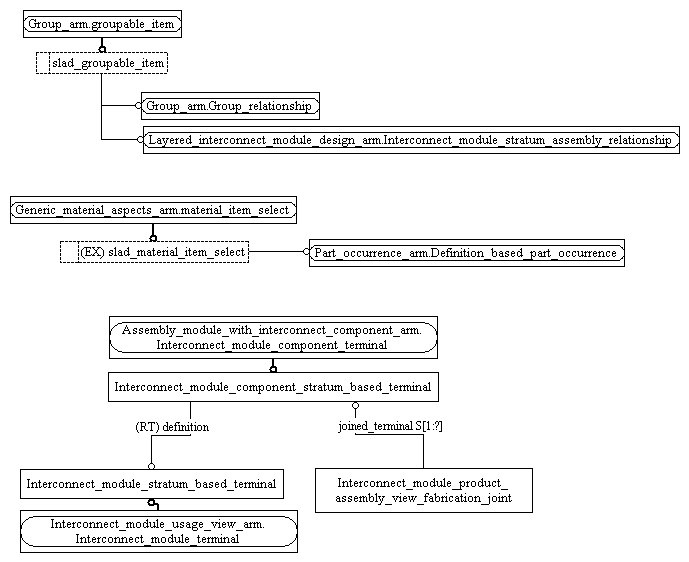 Group_arm.groupable_item
slad_groupable_item
Group_arm.Group_relationship
Layered_interconnect_module_design_arm.Interconnect_module_stratum_assembly_relationship
Generic_material_aspects_arm.material_item_select
(EX) slad_material_item_select
Part_occurrence_arm.Definition_based_part_occurrence
Assembly_module_with_interconnect_component_arm.
Interconnect_module_component_terminal
Interconnect_module_component_stratum_based_terminal
(RT) definition
joined_terminal S[1:?]
Interconnect_module_stratum_based_terminal
Interconnect_module_product_
assembly_view_fabrication_joint
Interconnect_module_usage_view_arm.
Interconnect_module_terminal